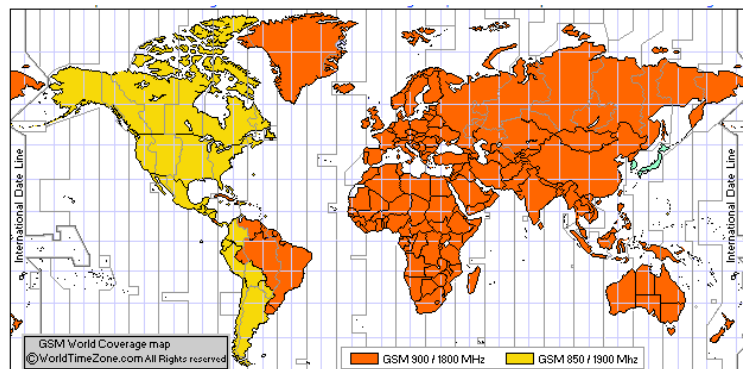 International Date Line
International Date Line
GSM World Coverage map
©WorldTimeZone.com All Rights reserved
GSM 900 / 1800 MHz
GSM 850 / 1900 Mhz